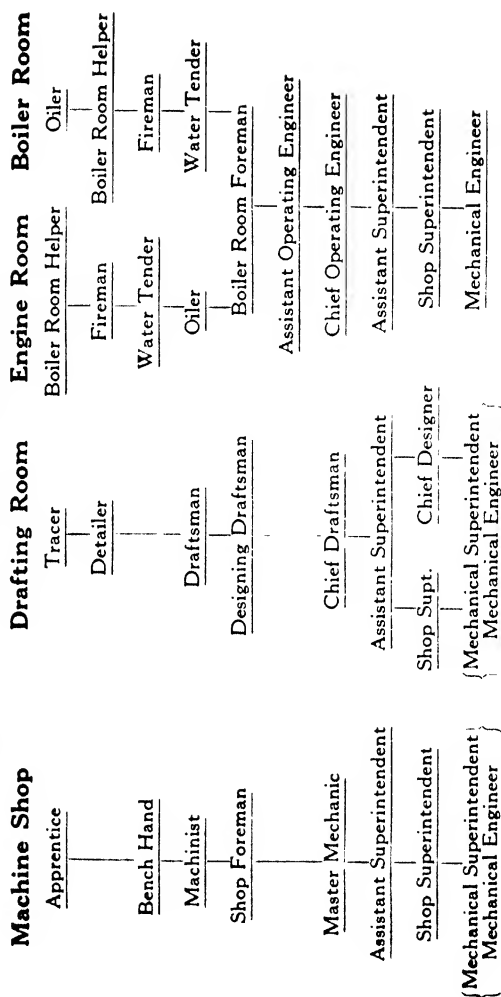 Machine Shop
Apprentice
Bench Hand
Machinist
Shop Foreman
Master Mechanic
Assistant Superintendent
Shop Superintendent
Mechanical Superintendent
Mechanical Engineer
Drafting Room
Tracer
Detailer
Draftsman
Designing Draftsman
Chief Draftsman
Assistant Superintendent
Shop Supt.
Chief Designer
Mechanical Superintendent
Mechanical Engineer
Engine Room
Boiler Room Helper
Fireman
Water Tender
Oiler
Boiler Room
Oiler
Boiler Room Helper
Fireman
Water Tender
Boiler Room Foreman
Assistant Operating Engineer
Chief Operating Engineer
Assistant Superintendent
Shop Superintendent
Mechanical Engineer